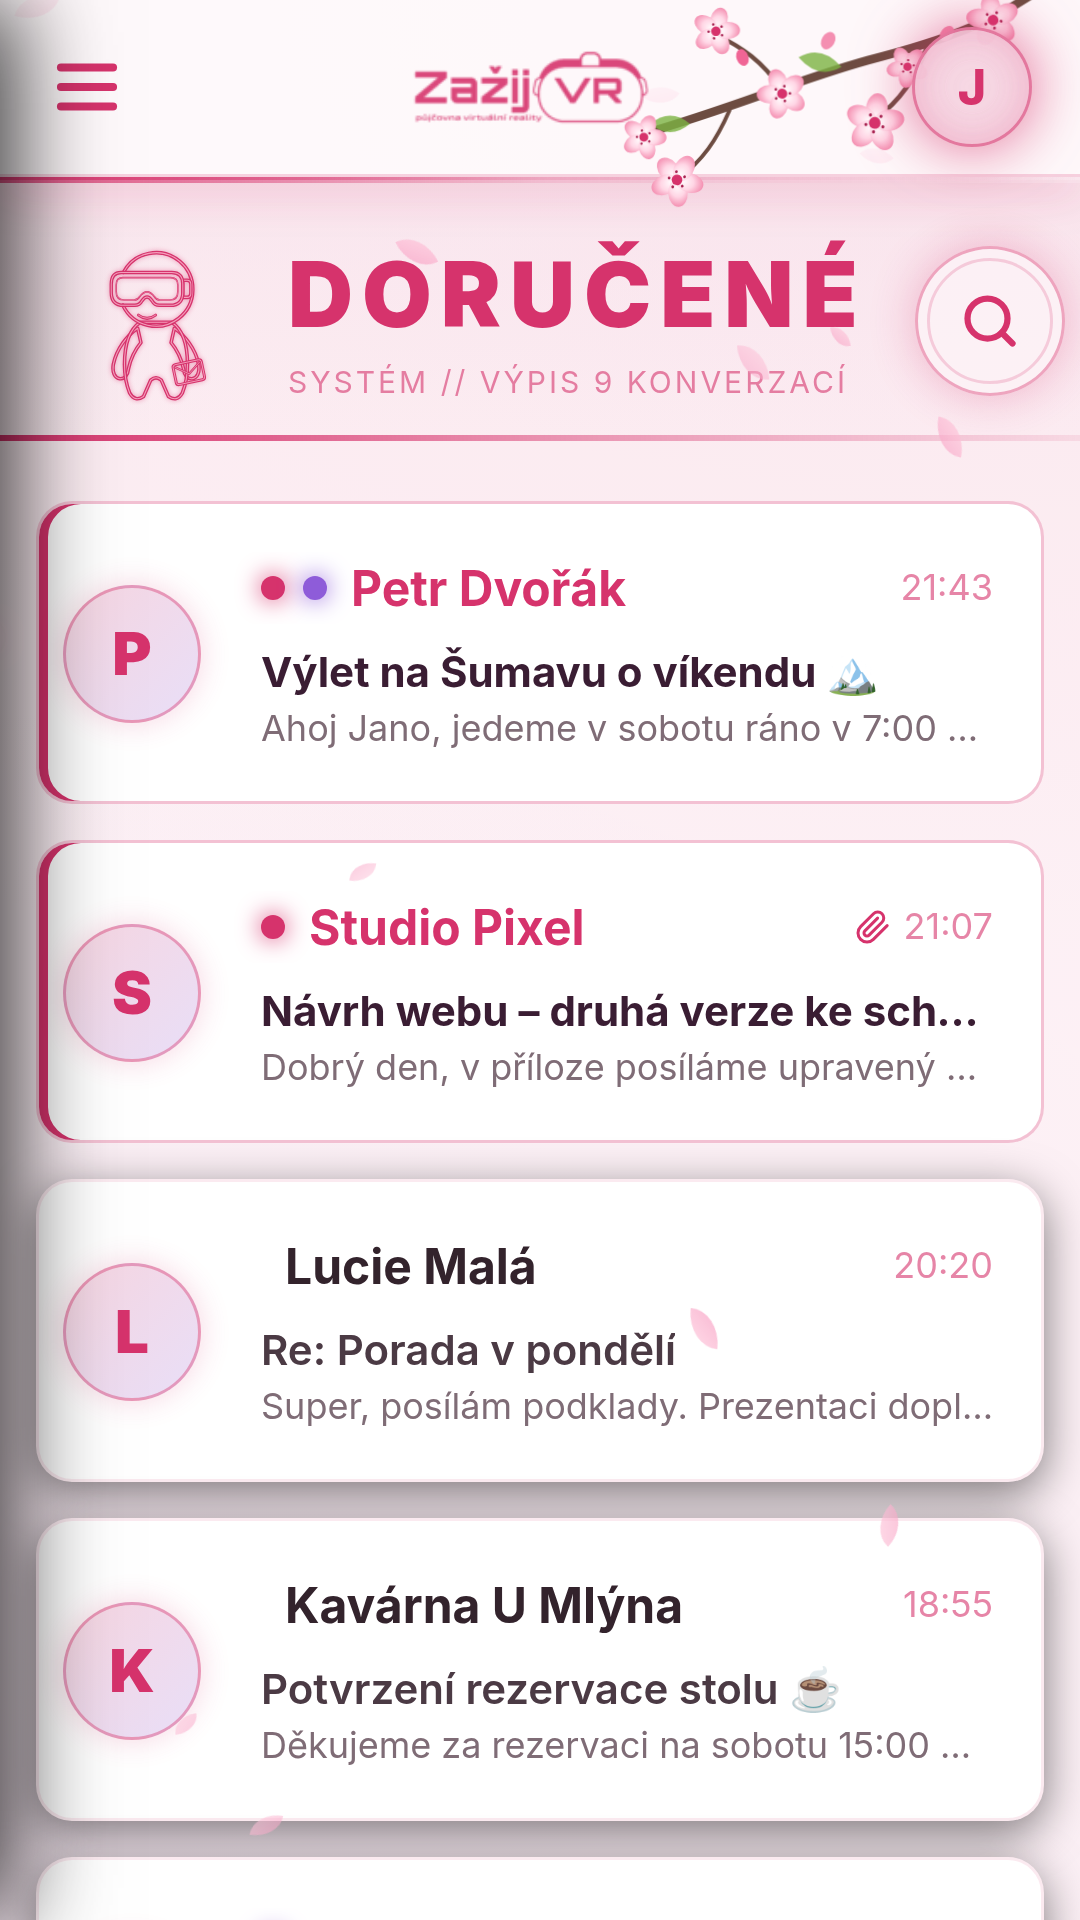 Zažij VR
půjčovna virtuální reality
J
DORUČENÉ
SYSTÉM // VÝPIS 9 KONVERZACÍ
P
Petr Dvořák
21:43
Výlet na Šumavu o víkendu 🏔️
Ahoj Jano, jedeme v sobotu ráno v 7:00 ...
S
Studio Pixel
21:07
Návrh webu – druhá verze ke sch...
Dobrý den, v příloze posíláme upravený ...
L
Lucie Malá
20:20
Re: Porada v pondělí
Super, posílám podklady. Prezentaci dopl...
K
Kavárna U Mlýna
18:55
Potvrzení rezervace stolu ☕
Děkujeme za rezervaci na sobotu 15:00 ...